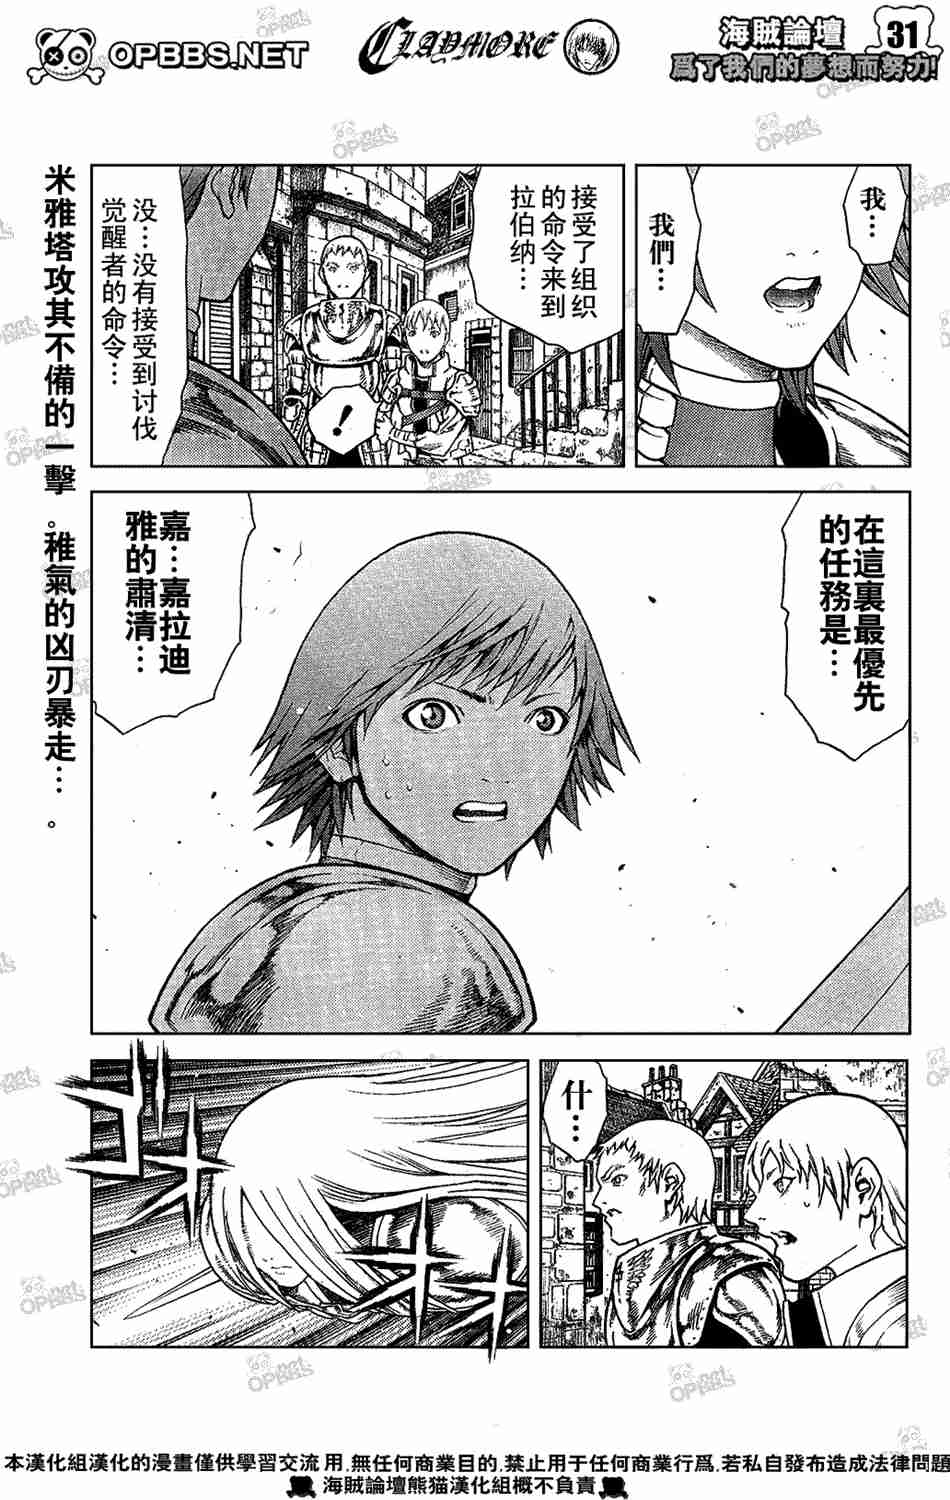 OPBBS.NET
CLAYMORE
海賊論壇
爲了我們的夢想而努力!
31
我…
我們…
接受了组织
的命令来到
拉伯纳…
没…没有接受到讨伐
觉醒者的命令…
!
米雅塔攻其不備的一擊。稚氣的凶刃暴走…。
在這裏最優先
的任務是…
嘉…嘉拉迪
雅的肅清…
什…
本漢化組漢化的漫畫僅供學習交流用.無任何商業目的.禁止用于任何商業行爲.若私自發布造成法律問題
海賊論壇熊猫漢化組概不負責